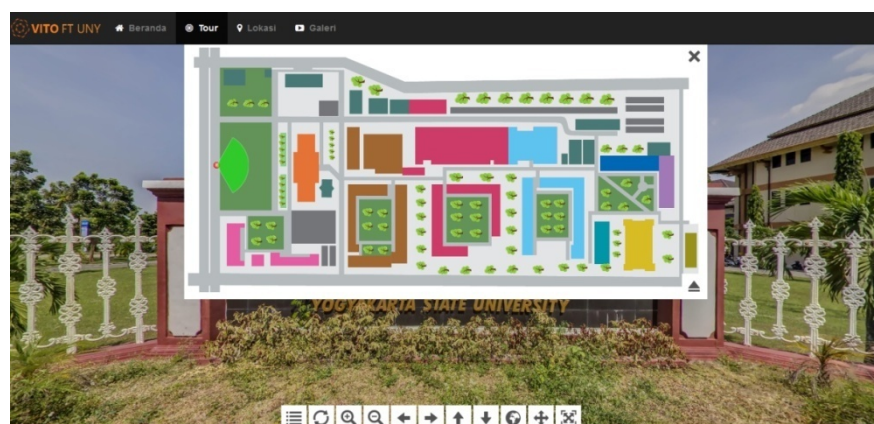 VITO FT UNY Beranda Tour Lokasi Galeri
YOGYAKARTA STATE UNIVERSITY